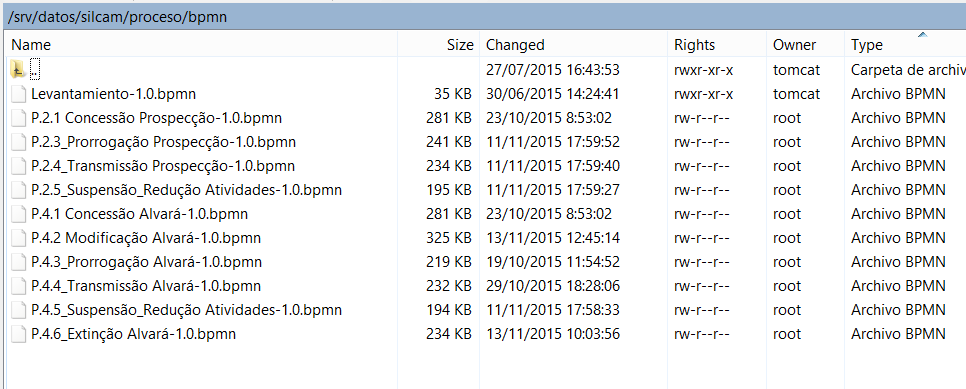 /srv/datos/silcam/proceso/bpmn
Name Size Changed Rights Owner Type
.. 27/07/2015 16:43:53 rwxr-xr-x tomcat Carpeta de archiv
Levantamiento-1.0.bpmn 35 KB 30/06/2015 14:24:41 rwxr-xr-x tomcat Archivo BPMN
P.2.1 Concessão Prospecção-1.0.bpmn 281 KB 23/10/2015 8:53:02 rw-r--r-- root Archivo BPMN
P.2.3_Prorrogação Prospecção-1.0.bpmn 241 KB 11/11/2015 17:59:52 rw-r--r-- root Archivo BPMN
P.2.4_Transmissão Prospecção-1.0.bpmn 234 KB 11/11/2015 17:59:40 rw-r--r-- root Archivo BPMN
P.2.5_Suspensão_Redução Atividades-1.0.bpmn 195 KB 11/11/2015 17:59:27 rw-r--r-- root Archivo BPMN
P.4.1 Concessão Alvará-1.0.bpmn 281 KB 23/10/2015 8:53:02 rw-r--r-- root Archivo BPMN
P.4.2 Modificação Alvará-1.0.bpmn 325 KB 13/11/2015 12:45:14 rw-r--r-- root Archivo BPMN
P.4.3_Prorrogação Alvará-1.0.bpmn 219 KB 19/10/2015 11:54:52 rw-r--r-- root Archivo BPMN
P.4.4_Transmissão Alvará-1.0.bpmn 232 KB 29/10/2015 18:28:06 rw-r--r-- root Archivo BPMN
P.4.5_Suspensão_Redução Atividades-1.0.bpmn 194 KB 11/11/2015 17:58:33 rw-r--r-- root Archivo BPMN
P.4.6_Extinção Alvará-1.0.bpmn 234 KB 13/11/2015 10:03:56 rw-r--r-- root Archivo BPMN